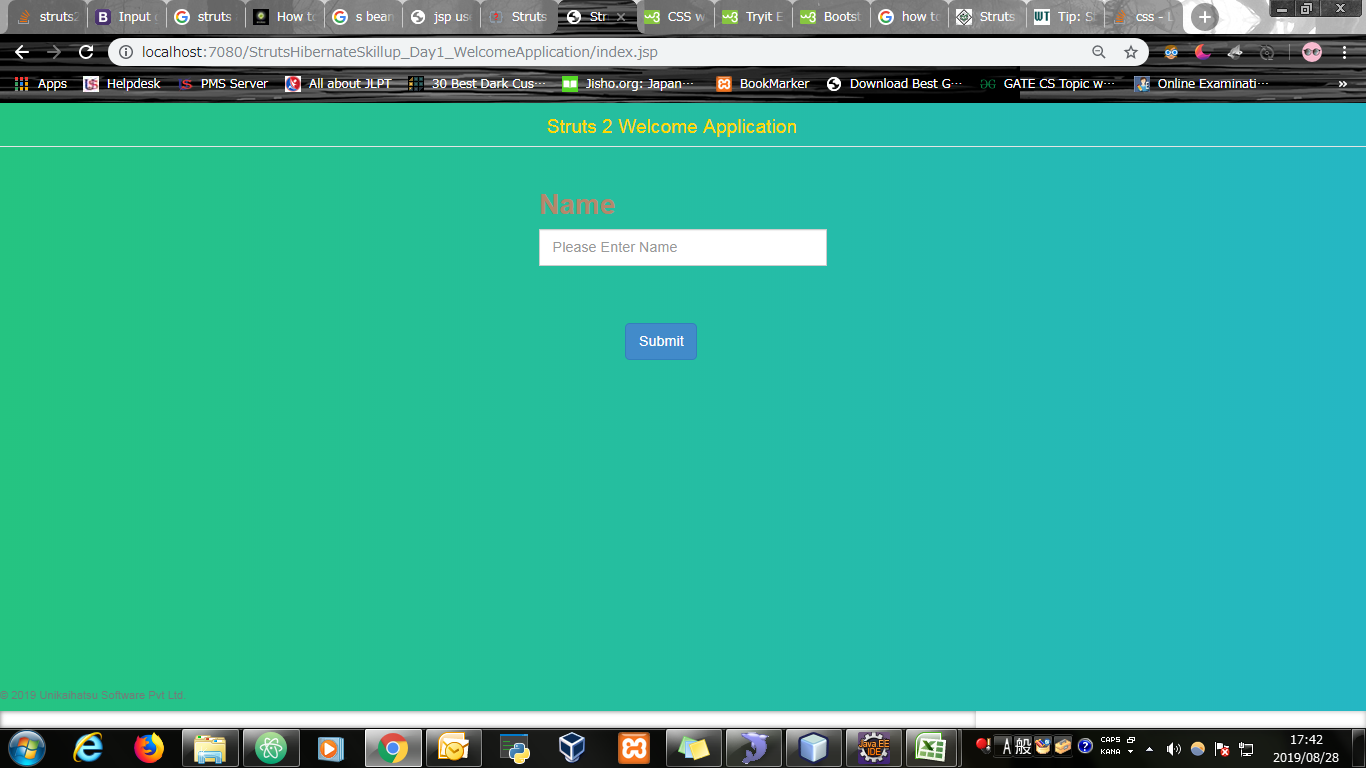 struts2
Input
struts
How to
s bean
jsp us
Struts
Str
CSS w
Tryit E
Bootst
how to
Struts
Tip: S
css - L
localhost:7080/StrutsHibernateSkillup_Day1_WelcomeApplication/index.jsp
Apps
Helpdesk
PMS Server
All about JLPT
30 Best Dark Cus···
Jisho.org: Japan···
BookMarker
Download Best G···
GATE CS Topic w···
Online Examinati···
»
Struts 2 Welcome Application
Name
Please Enter Name
Submit
© 2019 Unikaihatsu Software Pvt Ltd.
A 般
CAPS
KANA
17:42
2019/08/28